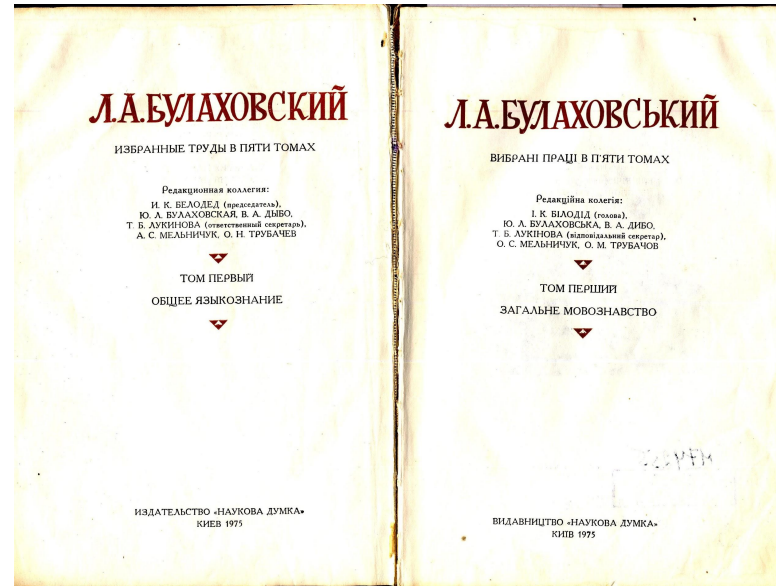 Л.А.БУЛАХОВСКИЙ
ИЗБРАННЫЕ ТРУДЫ В ПЯТИ ТОМАХ
Редакционная коллегия:
И. К. БЕЛОДЕД (председатель),
Ю. Л. БУЛАХОВСКАЯ, В. А. ДЫБО,
Т. Б. ЛУКИНОВА (ответственный секретарь),
А. С. МЕЛЬНИЧУК, О. Н. ТРУБАЧЕВ
ТОМ ПЕРВЫЙ
ОБЩЕЕ ЯЗЫКОЗНАНИЕ
ИЗДАТЕЛЬСТВО «НАУКОВА ДУМКА»
КИЕВ 1975
Л.А.БУЛАХОВСЬКИЙ
ВИБРАНІ ПРАЦІ В П'ЯТИ ТОМАХ
Редакційна колегія:
І. К. БІЛОДІД (голова),
Ю. Л. БУЛАХОВСЬКА, В. А. ДИБО,
Т. Б. ЛУКІНОВА (відповідальний секретар),
О. С. МЕЛЬНИЧУК, О. М. ТРУБАЧОВ
ТОМ ПЕРШИЙ
ЗАГАЛЬНЕ МОВОЗНАВСТВО
ВИДАВНИЦТВО «НАУКОВА ДУМКА»
КИЇВ 1975